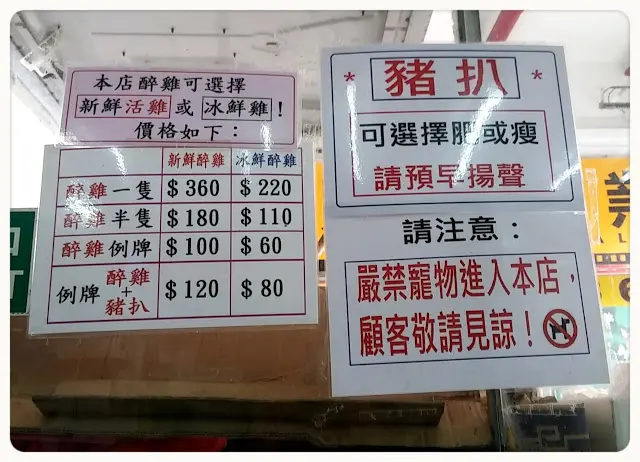 本店醉雞可選擇
新鮮活雞或冰鮮雞!
價格如下：
新鮮醉雞 冰鮮醉雞
醉雞一隻 $360 $220
醉雞半隻 $180 $110
醉雞例牌 $100 $60
例牌 醉雞+豬扒 $120 $80
* 豬扒 *
可選擇肥或瘦
請預早揚聲
請注意：
嚴禁寵物進入本店，
顧客敬請見諒！